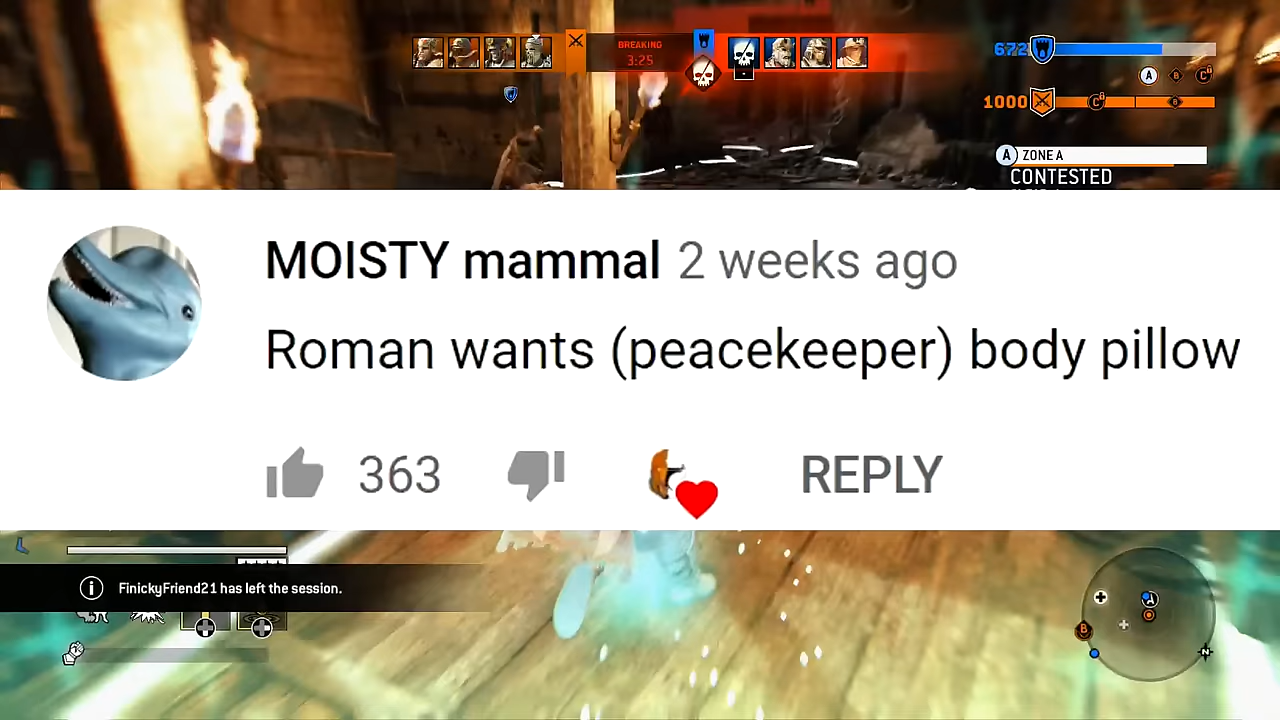 BREAKING
3:25
672
A B C
1000
C B
A ZONE A
CONTESTED
MOISTY mammal 2 weeks ago
Roman wants (peacekeeper) body pillow
363 REPLY
FinickyFriend21 has left the session.
B
N